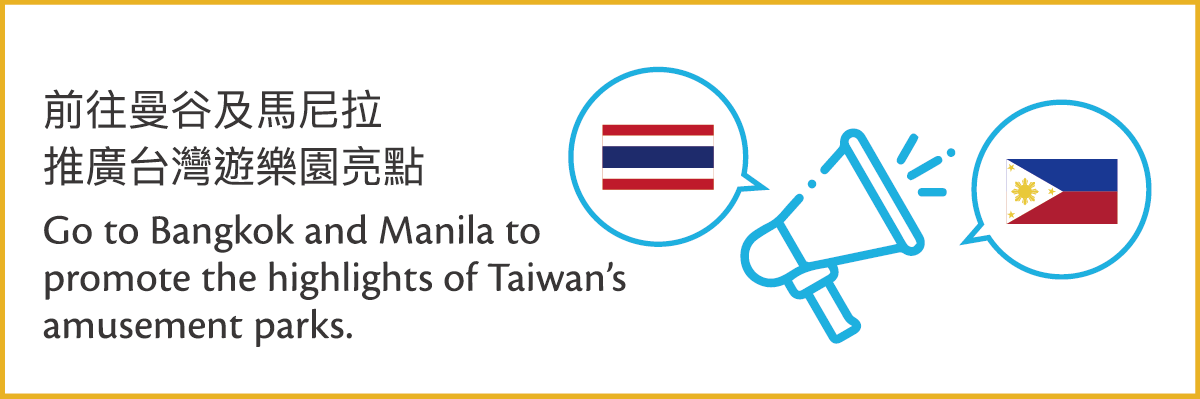 前往曼谷及馬尼拉
推廣台灣遊樂園亮點
Go to Bangkok and Manila to
promote the highlights of Taiwan’s
amusement parks.